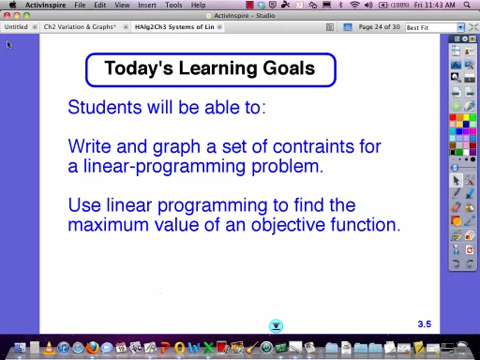 ActivInspire File Edit View Insert Tools Help (0:00) Fri 11:43 AM
ActivInspire - Studio
Untitled Ch2 Variation & Graphs* HAlg2Ch3 Systems of Lin Page 24 of 30 Best Fit
Today's Learning Goals
Students will be able to:
Write and graph a set of contraints for
a linear-programming problem.
Use linear programming to find the
maximum value of an objective function.
3.5